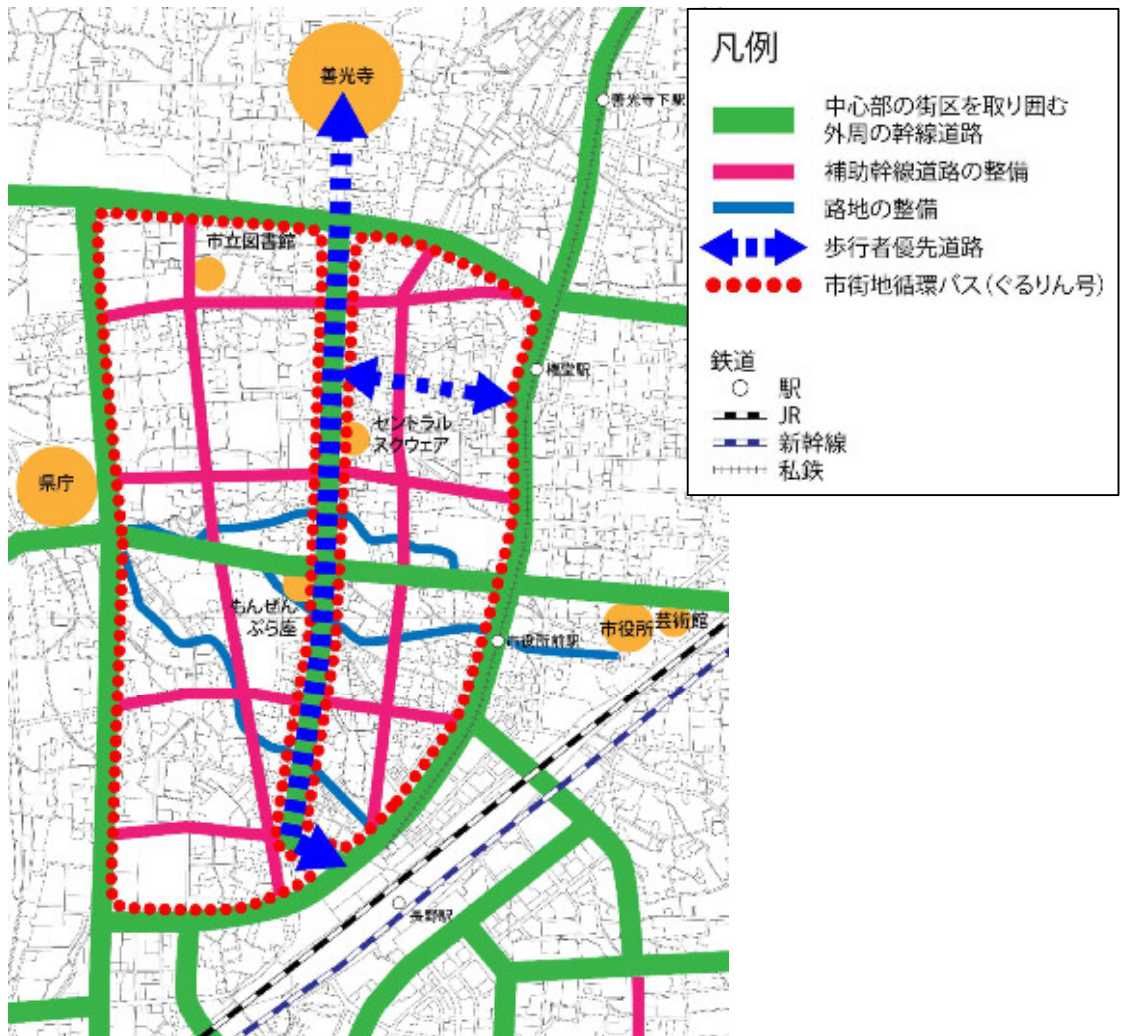 善光寺
善光寺下駅
市立図書館
権堂駅
セントラル
スクウェア
県庁
もんぜん
ぷら座
市役所前駅
市役所
芸術館
長野駅
凡例
中心部の街区を取り囲む
外周の幹線道路
補助幹線道路の整備
路地の整備
歩行者優先道路
市街地循環バス(ぐるりん号)
鉄道
駅
JR
新幹線
私鉄